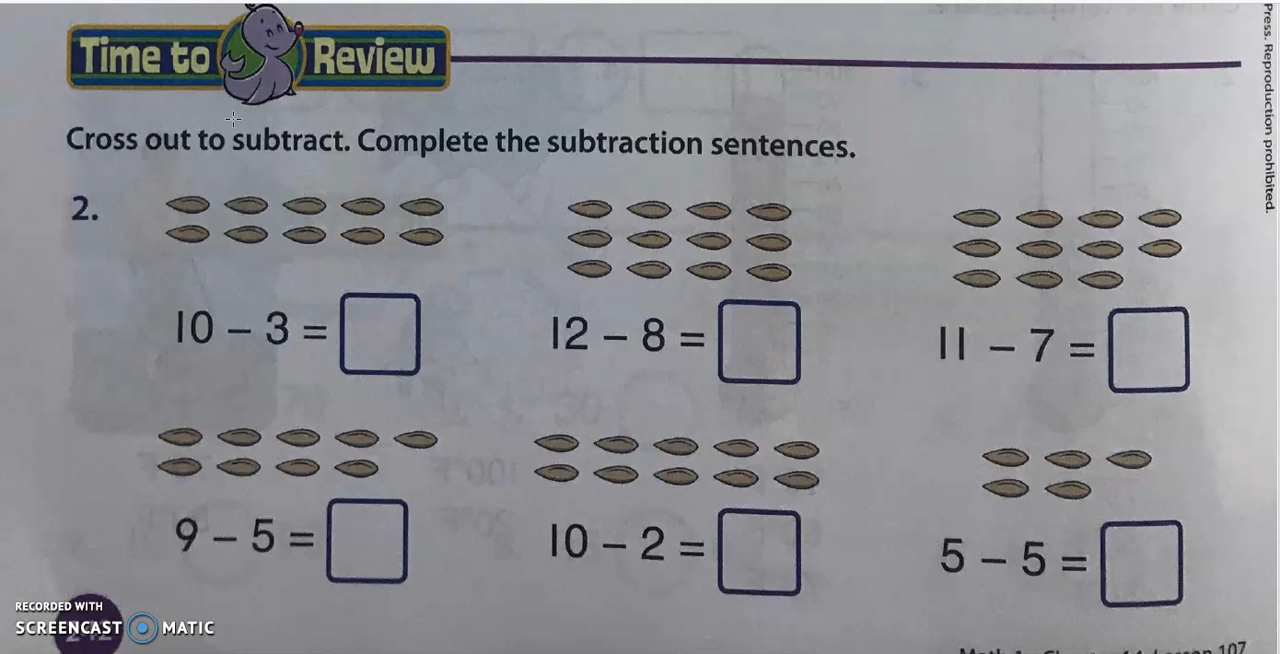 Time to Review
Press. Reproduction prohibited.
Cross out to subtract. Complete the subtraction sentences.
2.
10 – 3 =
12 – 8 =
11 – 7 =
9 – 5 =
10 – 2 =
5 – 5 =
RECORDED WITH
SCREENCAST MATIC
107